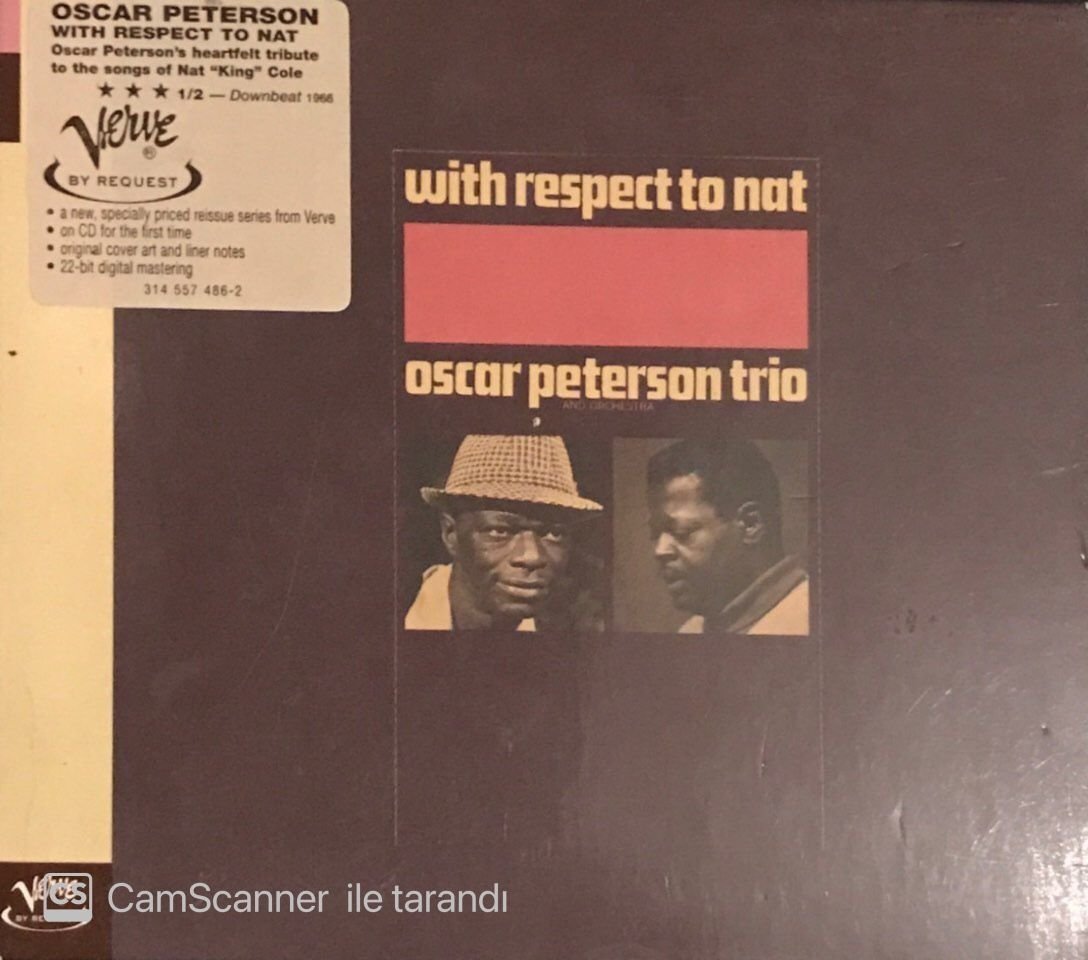 OSCAR PETERSON
WITH RESPECT TO NAT
Oscar Peterson's heartfelt tribute
to the songs of Nat "King" Cole
★ ★ ★ 1/2 — Downbeat 1966
Verve ®
BY REQUEST
• a new, specially priced reissue series from Verve
• on CD for the first time
• original cover art and liner notes
• 22-bit digital mastering
314 557 486-2
with respect to nat
oscar peterson trio
AND ORCHESTRA
CS CamScanner ile tarandı